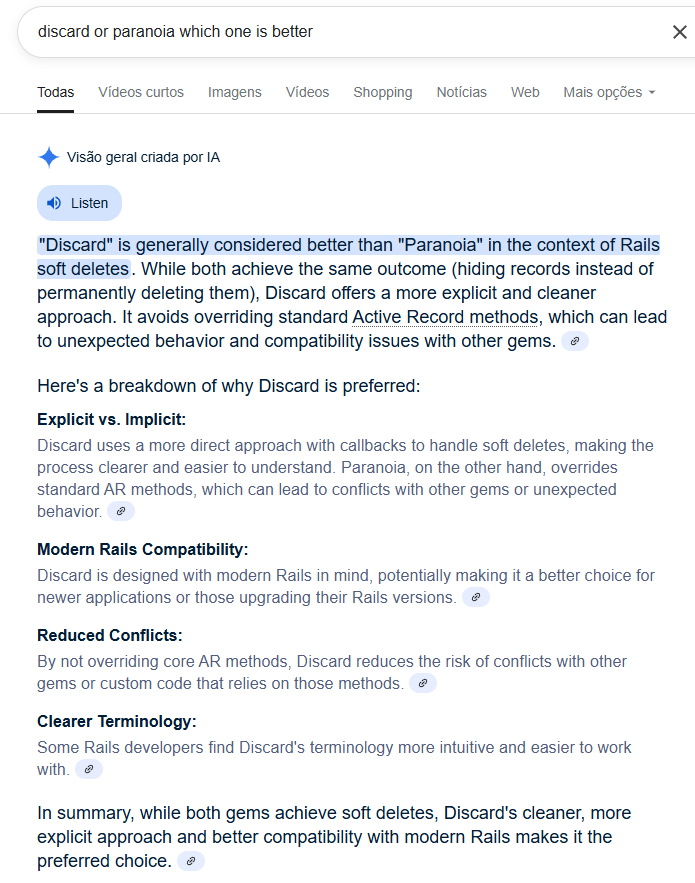 discard or paranoia which one is better
Todas Vídeos curtos Imagens Vídeos Shopping Notícias Web Mais opções
Visão geral criada por IA
Listen
"Discard" is generally considered better than "Paranoia" in the context of Rails
soft deletes. While both achieve the same outcome (hiding records instead of
permanently deleting them), Discard offers a more explicit and cleaner
approach. It avoids overriding standard Active Record methods, which can lead
to unexpected behavior and compatibility issues with other gems.
Here's a breakdown of why Discard is preferred:
Explicit vs. Implicit:
Discard uses a more direct approach with callbacks to handle soft deletes, making the
process clearer and easier to understand. Paranoia, on the other hand, overrides
standard AR methods, which can lead to conflicts with other gems or unexpected
behavior.
Modern Rails Compatibility:
Discard is designed with modern Rails in mind, potentially making it a better choice for
newer applications or those upgrading their Rails versions.
Reduced Conflicts:
By not overriding core AR methods, Discard reduces the risk of conflicts with other
gems or custom code that relies on those methods.
Clearer Terminology:
Some Rails developers find Discard's terminology more intuitive and easier to work
with.
In summary, while both gems achieve soft deletes, Discard's cleaner, more
explicit approach and better compatibility with modern Rails makes it the
preferred choice.